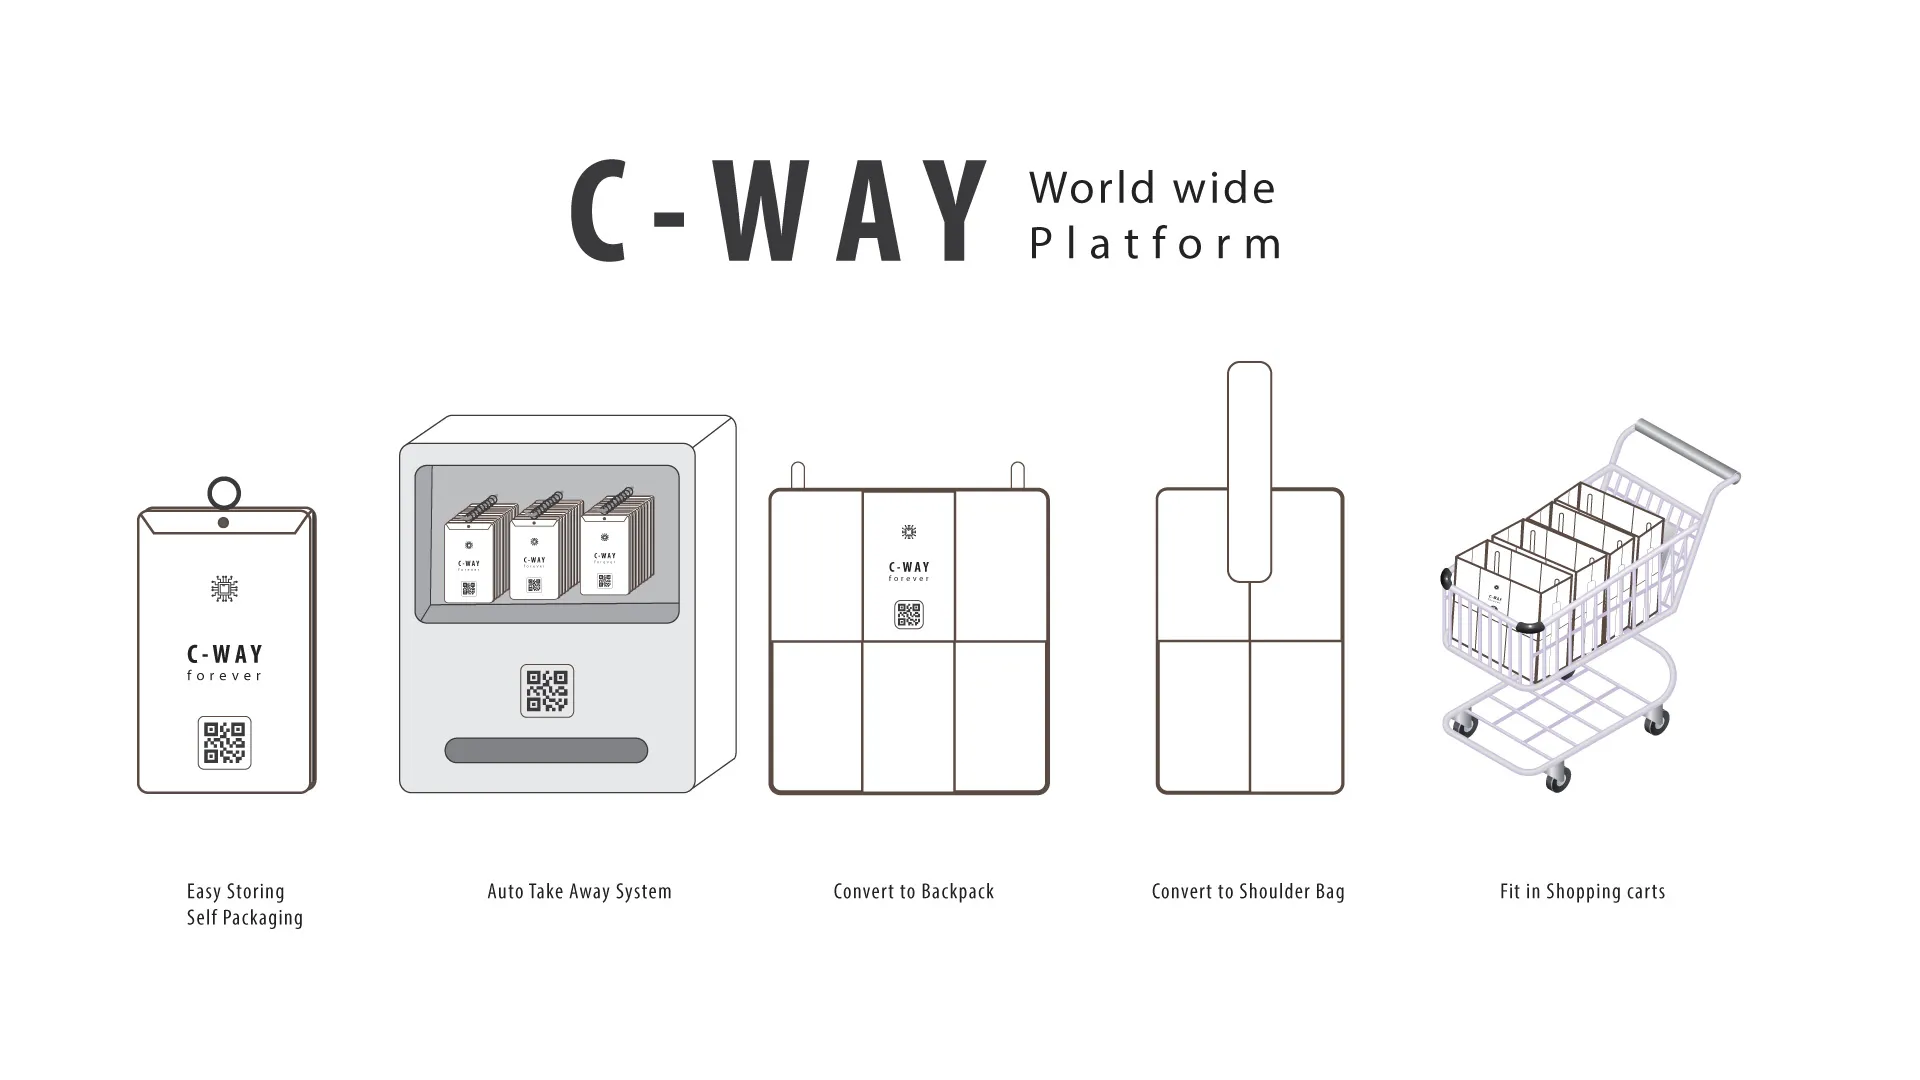 C-WAY
World wide
Platform
C-WAY
forever
C-WAY
forever
C-WAY
forever
C-WAY
forever
C-WAY
forever
C-WAY
Easy Storing
Self Packaging
Auto Take Away System
Convert to Backpack
Convert to Shoulder Bag
Fit in Shopping carts